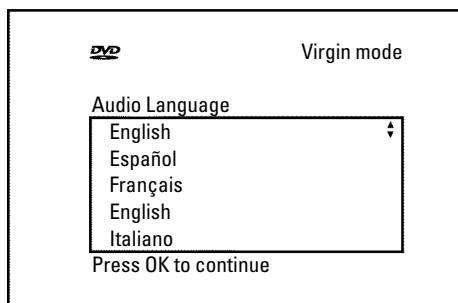 DVD Virgin mode
Audio Language
English
Español
Français
English
Italiano
Press OK to continue